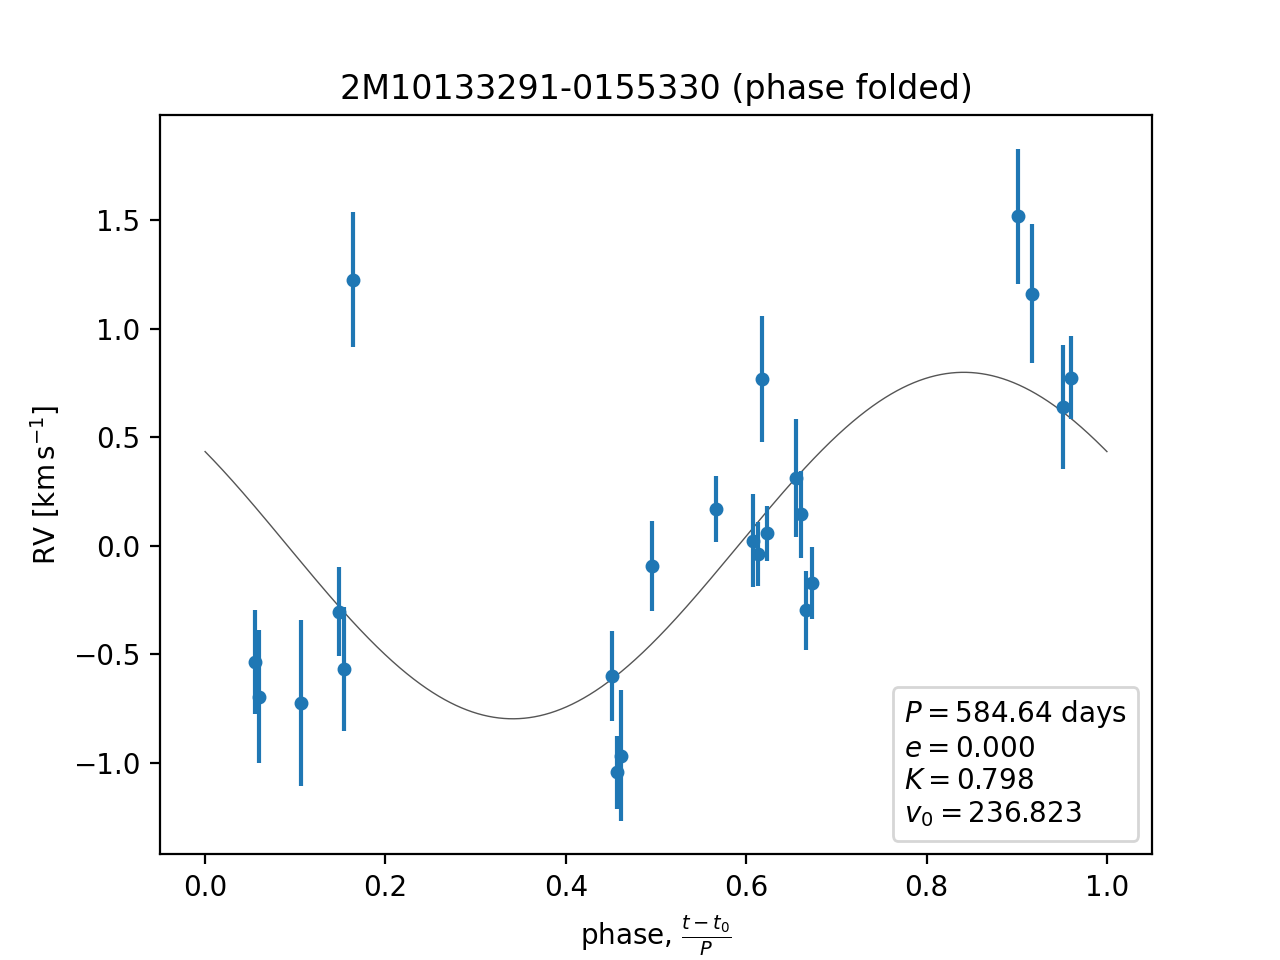 2M10133291-0155330 (phase folded)
RV [km s⁻¹]
1.5
1.0
0.5
0.0
−0.5
−1.0
P = 584.64 days
e = 0.000
K = 0.798
v₀ = 236.823
0.0 0.2 0.4 0.6 0.8 1.0
phase, (t − t₀)/P